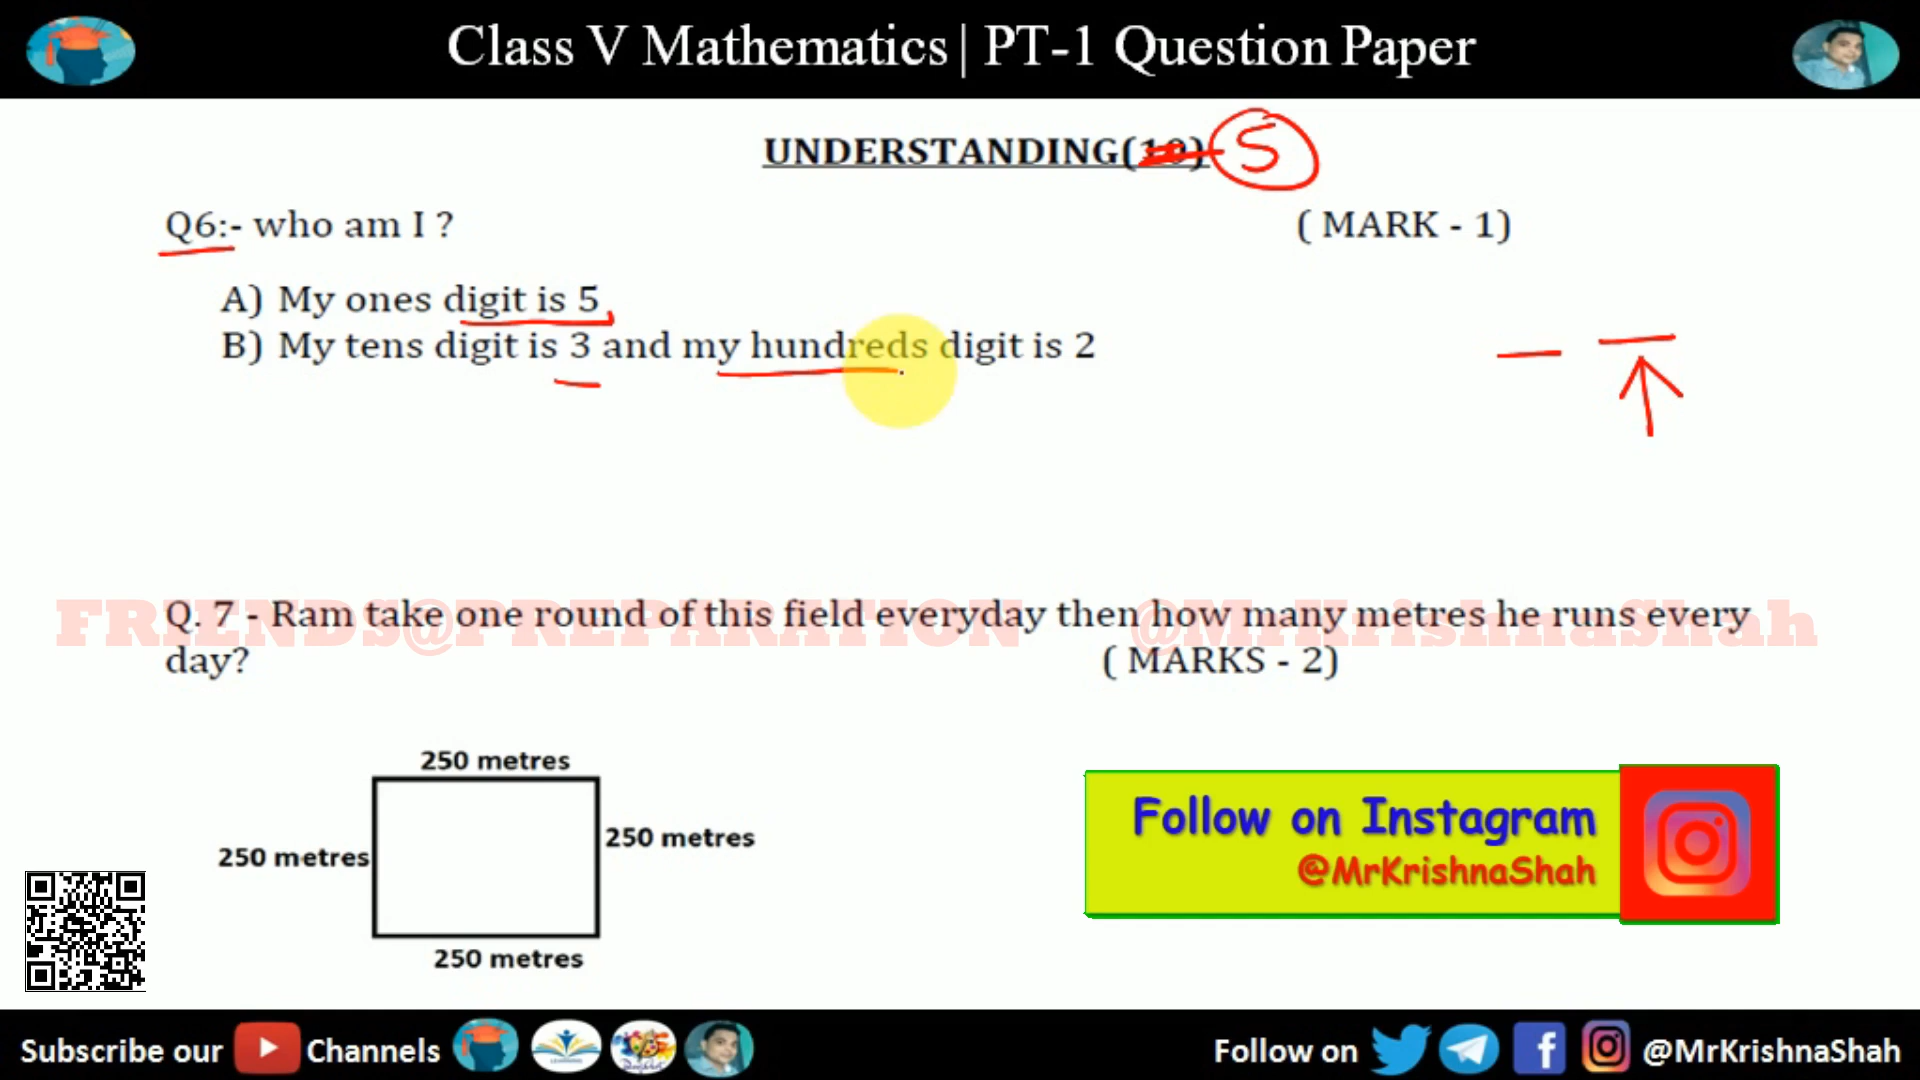 Class V Mathematics | PT-1 Question Paper
UNDERSTANDING(10) 5
Q6:- who am I ? ( MARK - 1)
A) My ones digit is 5
B) My tens digit is 3 and my hundreds digit is 2
FRIENDS@PREPARATION @MrKrishnaShah
Q. 7 - Ram take one round of this field everyday then how many metres he runs every
day? ( MARKS - 2)
250 metres
250 metres
250 metres
250 metres
Follow on Instagram
@MrKrishnaShah
Subscribe our Channels Follow on @MrKrishnaShah